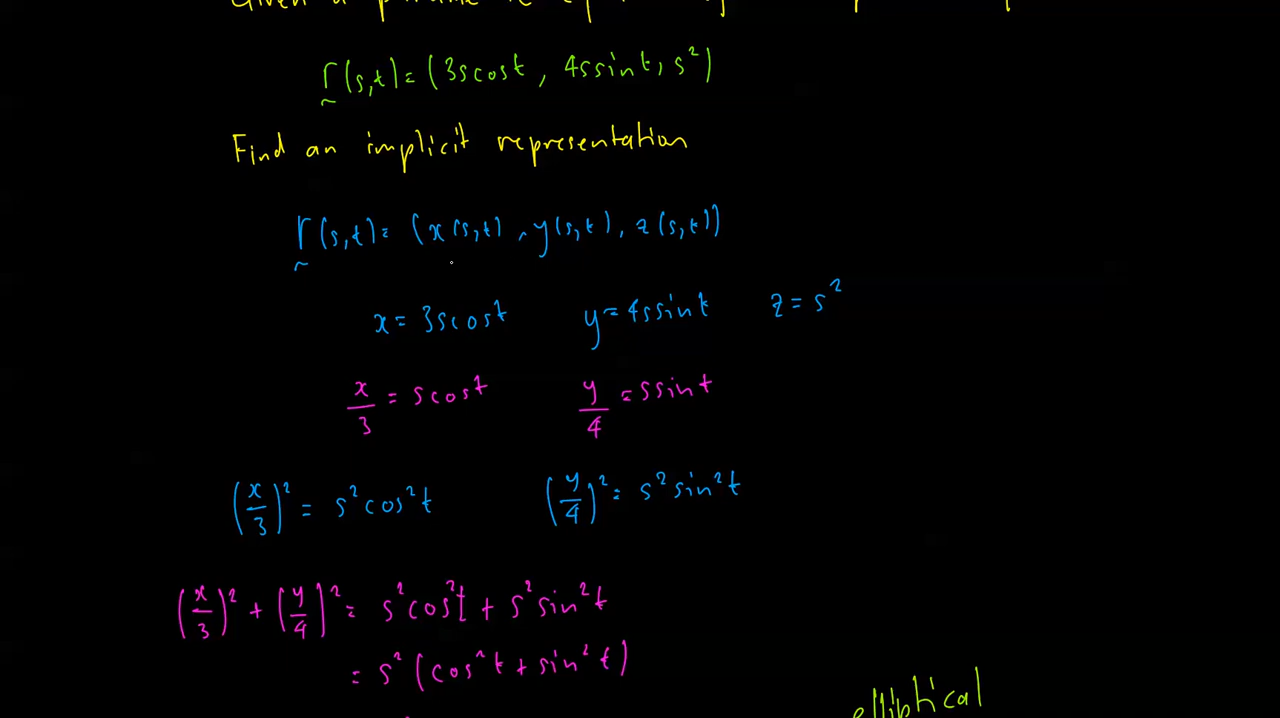 Given a
r(s,t)=(3scost, 4ssint, s²)
Find an implicit representation
r(s,t)=(x(s,t), y(s,t), z(s,t))
x=3scost y=4ssint z=s²
x/3=scost y/4=ssint
(x/3)²=s²cos²t (y/4)²=s²sin²t
(x/3)²+(y/4)²=s²cos²t+s²sin²t
=s²(cos²t+sin²t)
elliptical